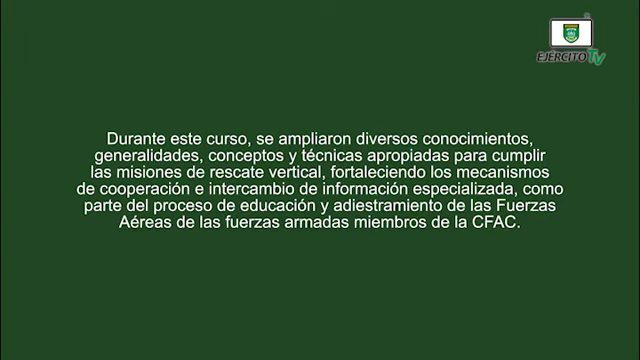 EJÉRCITO Tv
Durante este curso, se ampliaron diversos conocimientos,
generalidades, conceptos y técnicas apropiadas para cumplir
las misiones de rescate vertical, fortaleciendo los mecanismos
de cooperación e intercambio de información especializada, como
parte del proceso de educación y adiestramiento de las Fuerzas
Aéreas de las fuerzas armadas miembros de la CFAC.